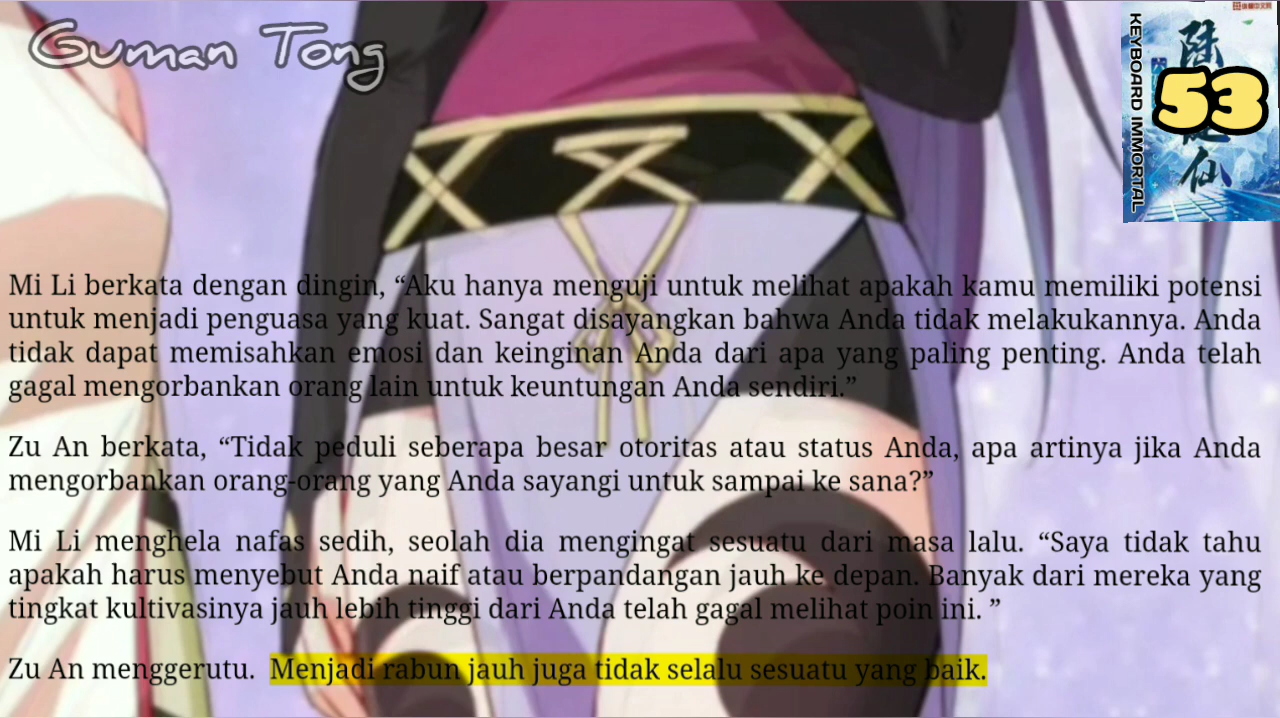 Guman Tong
KEYBOARD IMMORTAL
53
仙
Mi Li berkata dengan dingin, “Aku hanya menguji untuk melihat apakah kamu memiliki potensi
untuk menjadi penguasa yang kuat. Sangat disayangkan bahwa Anda tidak melakukannya. Anda
tidak dapat memisahkan emosi dan keinginan Anda dari apa yang paling penting. Anda telah
gagal mengorbankan orang lain untuk keuntungan Anda sendiri.”
Zu An berkata, “Tidak peduli seberapa besar otoritas atau status Anda, apa artinya jika Anda
mengorbankan orang-orang yang Anda sayangi untuk sampai ke sana?”
Mi Li menghela nafas sedih, seolah dia mengingat sesuatu dari masa lalu. “Saya tidak tahu
apakah harus menyebut Anda naif atau berpandangan jauh ke depan. Banyak dari mereka yang
tingkat kultivasinya jauh lebih tinggi dari Anda telah gagal melihat poin ini. ”
Zu An menggerutu. Menjadi rabun jauh juga tidak selalu sesuatu yang baik.